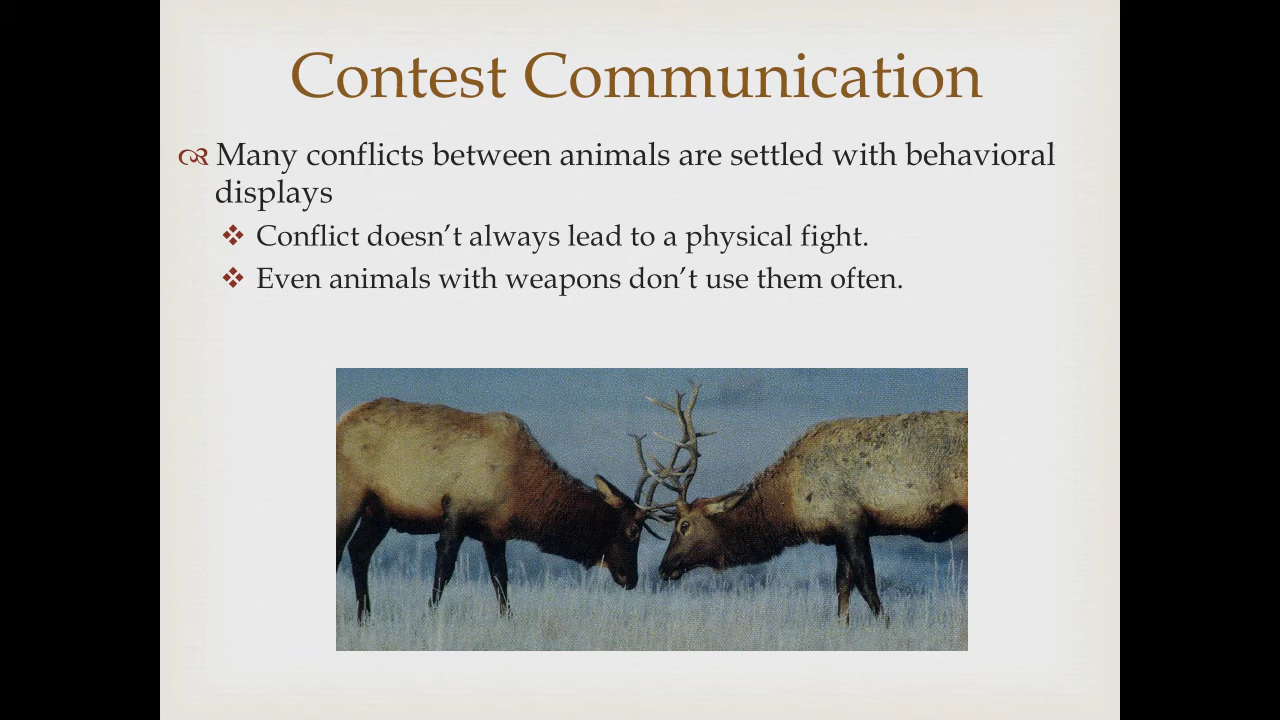 Contest Communication
Many conflicts between animals are settled with behavioral
displays
Conflict doesn’t always lead to a physical fight.
Even animals with weapons don’t use them often.